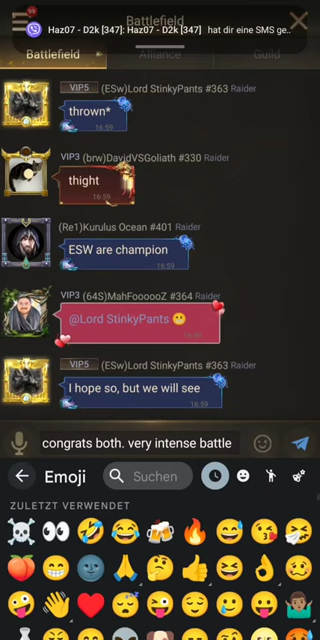 99
Battlefield
Haz07 - D2k [347]: Haz07 - D2k [347] hat dir eine SMS ge..
Battlefield
Alliance
Guild
VIP5 (ESw)Lord StinkyPants #363 Raider
thrown*
16:59
VIP3 (brw)DavidVSGoliath #330 Raider
thight
16:59
(Re1)Kurulus Ocean #401 Raider
ESW are champion
16:59
VIP3 (64S)MahFoooooZ #364 Raider
@Lord StinkyPants 😬
VIP5 (ESw)Lord StinkyPants #363 Raider
I hope so, but we will see
16:59
congrats both. very intense battle
Emoji
Suchen
ZULETZT VERWENDET